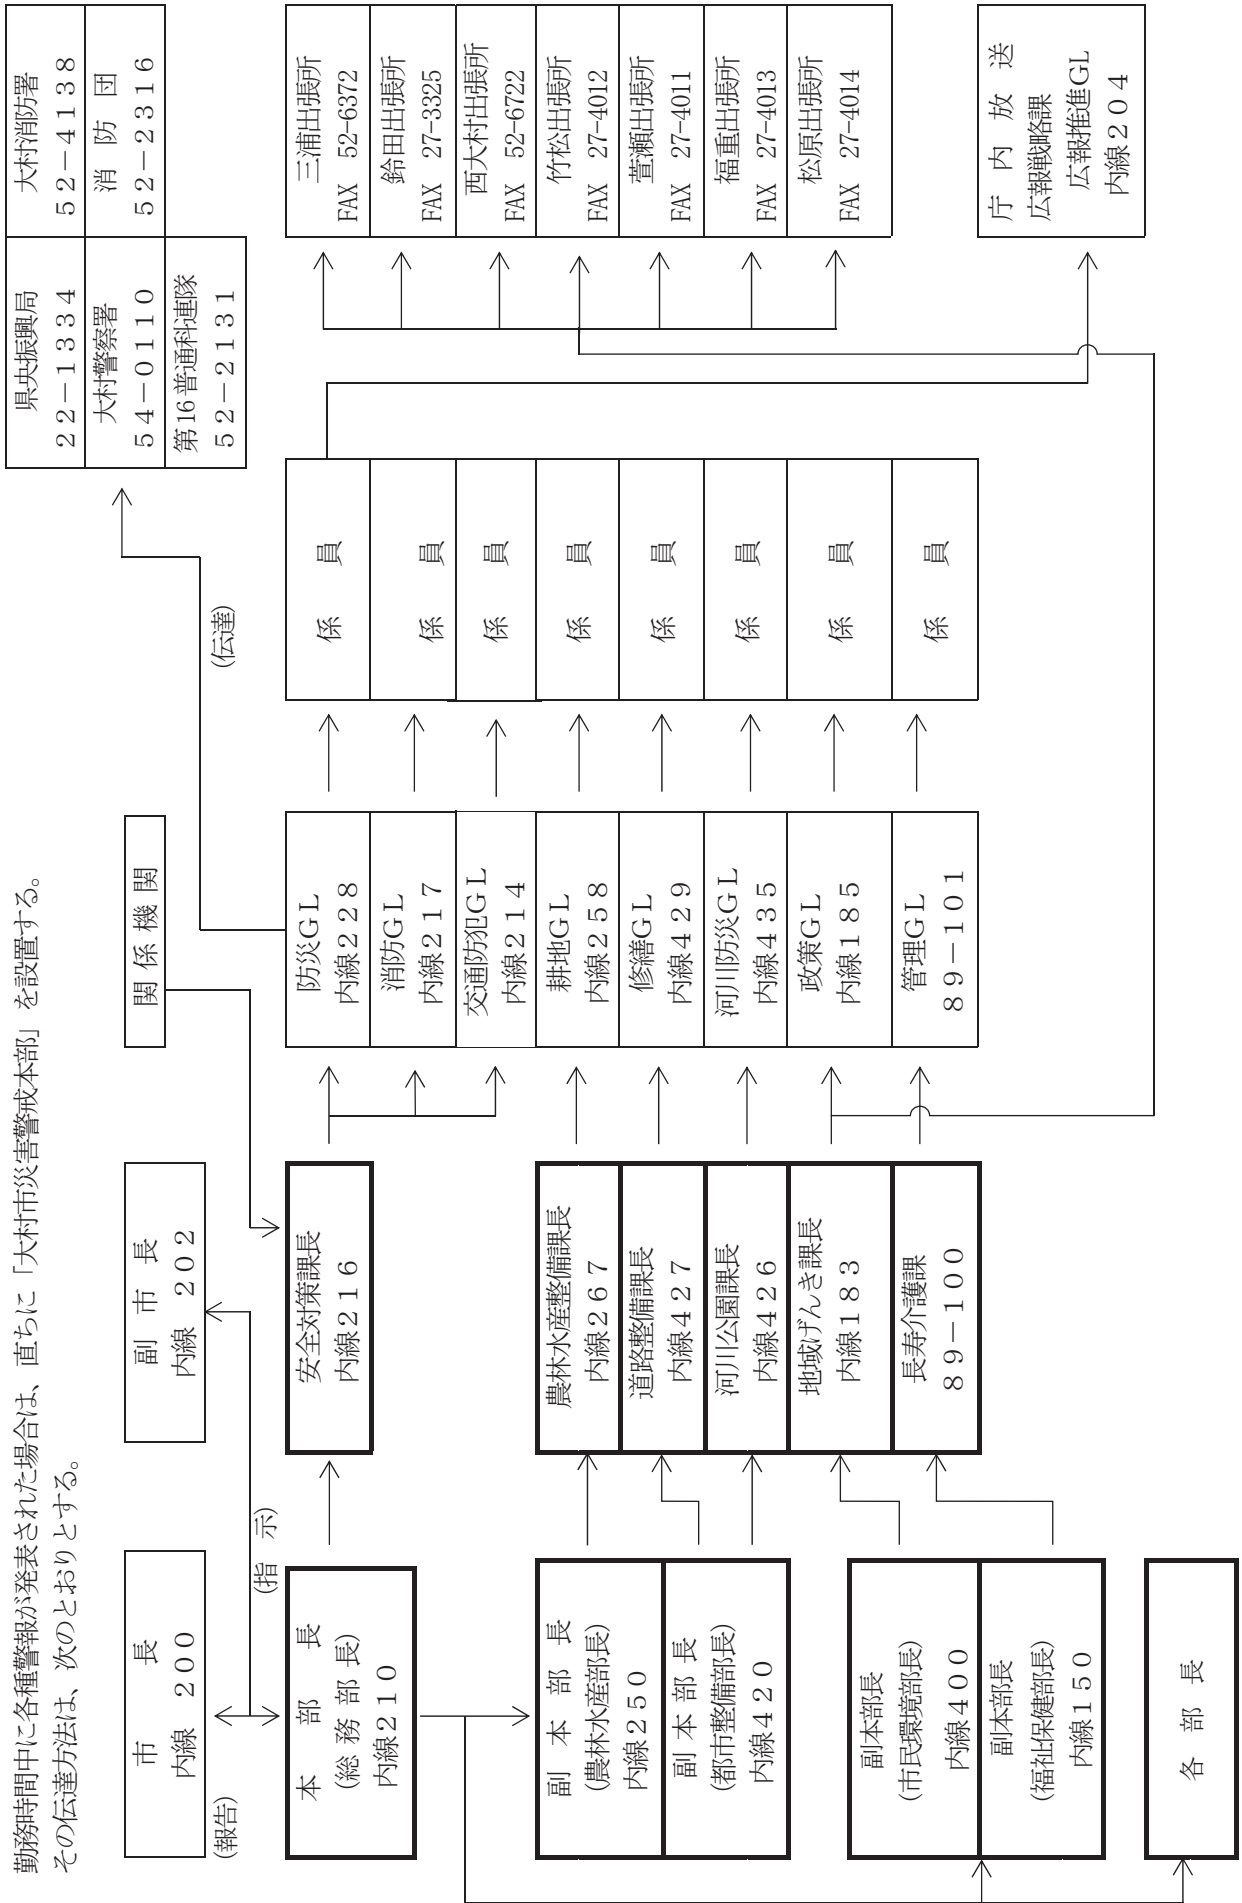 勤務時間中に各種警報が発表された場合は、直ちに「大村市災害警戒本部」を設置する。
その伝達方法は、次のとおりとする。
市　　長
内線　２００
副　市　長
内線　２０２
関 係 機 関
県央振興局
２２－１３３４
大村消防署
５２－４１３８
大村警察署
５４－０１１０
消　防　団
５２－２３１６
第16普通科連隊
５２－２１３１
(報告)
(指　示)
(伝達)
本　部　長
(総 務 部 長)
内線２１０
安全対策課長
内線２１６
防災ＧＬ
内線２２８
消防ＧＬ
内線２１７
交通防犯ＧＬ
内線２１４
係　　員
係　　員
係　　員
副　本　部　長
(農林水産部長)
内線２５０
副 本 部 長
(都市整備部長)
内線４２０
副本部長
(市民環境部長)
内線４００
副本部長
(福祉保健部長)
内線１５０
各　部　長
農林水産整備課長
内線２６７
道路整備課長
内線４２７
河川公園課長
内線４２６
地域げんき課長
内線１８３
長寿介護課
８９－１００
耕地ＧＬ
内線２５８
修繕ＧＬ
内線４２９
河川防災ＧＬ
内線４３５
政策ＧＬ
内線１８５
管理ＧＬ
８９－１０１
係　　員
係　　員
係　　員
係　　員
係　　員
三浦出張所
FAX 52-6372
鈴田出張所
FAX 27-3325
西大村出張所
FAX 52-6722
竹松出張所
FAX 27-4012
萱瀬出張所
FAX 27-4011
福重出張所
FAX 27-4013
松原出張所
FAX 27-4014
庁　内　放　送
広報戦略課
広報推進GL
内線２０４